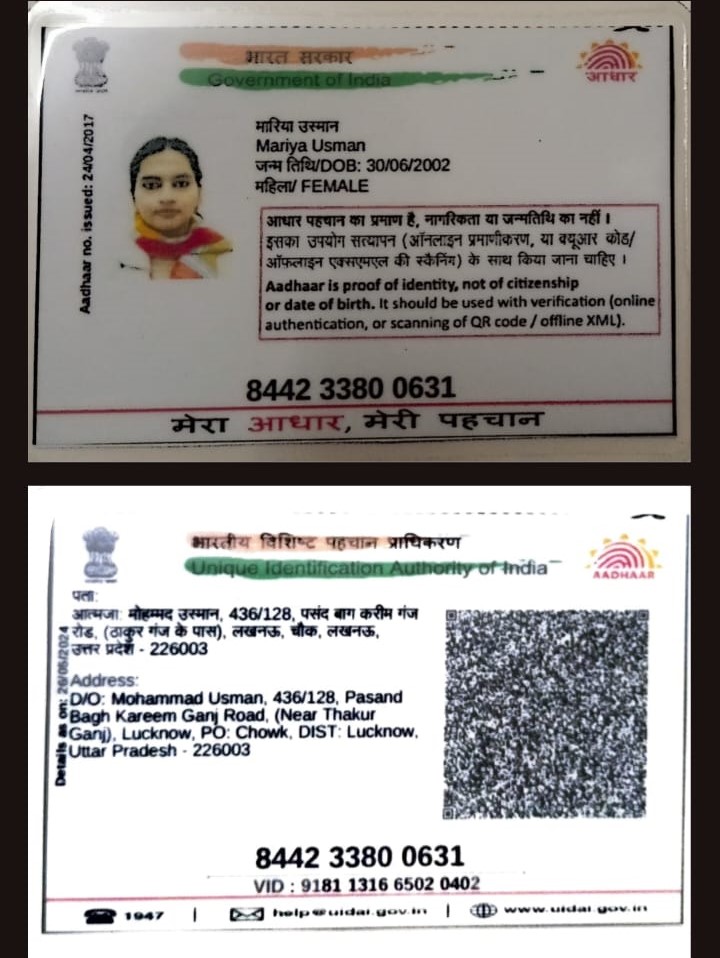 भारत सरकार
Government of India
आधार
Aadhaar no. issued: 24/04/2017
मारिया उस्मान
Mariya Usman
जन्म तिथि/DOB: 30/06/2002
महिला/ FEMALE
आधार पहचान का प्रमाण है, नागरिकता या जन्मतिथि का नहीं ।
इसका उपयोग सत्यापन (ऑनलाइन प्रमाणीकरण, या क्यूआर कोड/
ऑफलाइन एक्सएमएल की स्कैनिंग) के साथ किया जाना चाहिए ।
Aadhaar is proof of identity, not of citizenship
or date of birth. It should be used with verification (online
authentication, or scanning of QR code / offline XML).
8442 3380 0631
मेरा आधार, मेरी पहचान
भारतीय विशिष्ट पहचान प्राधिकरण
Unique Identification Authority of India
AADHAAR
Details as on: 26/05/2024
पता:
आत्मजा: मोहम्मद उस्मान, 436/128, पसंद बाग करीम गंज
रोड, (ठाकुर गंज के पास), लखनऊ, चौक, लखनऊ,
उत्तर प्रदेश - 226003
Address:
D/O: Mohammad Usman, 436/128, Pasand
Bagh Kareem Ganj Road, (Near Thakur
Ganj), Lucknow, PO: Chowk, DIST: Lucknow,
Uttar Pradesh - 226003
8442 3380 0631
VID : 9181 1316 6502 0402
1947 | help@uidai.gov.in | www.uidai.gov.in